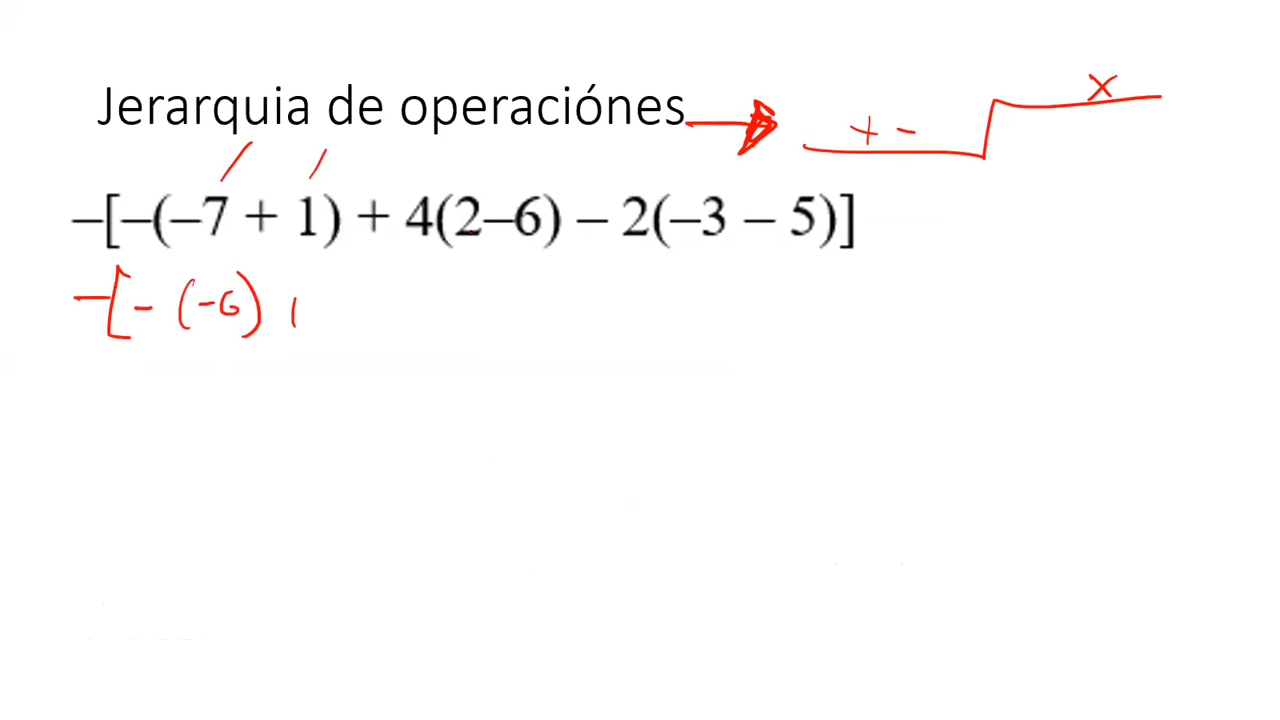 Jerarquia de operaciónes
+ - x
–[–(–7 + 1) + 4(2–6) – 2(–3 – 5)]
-[- (-6)